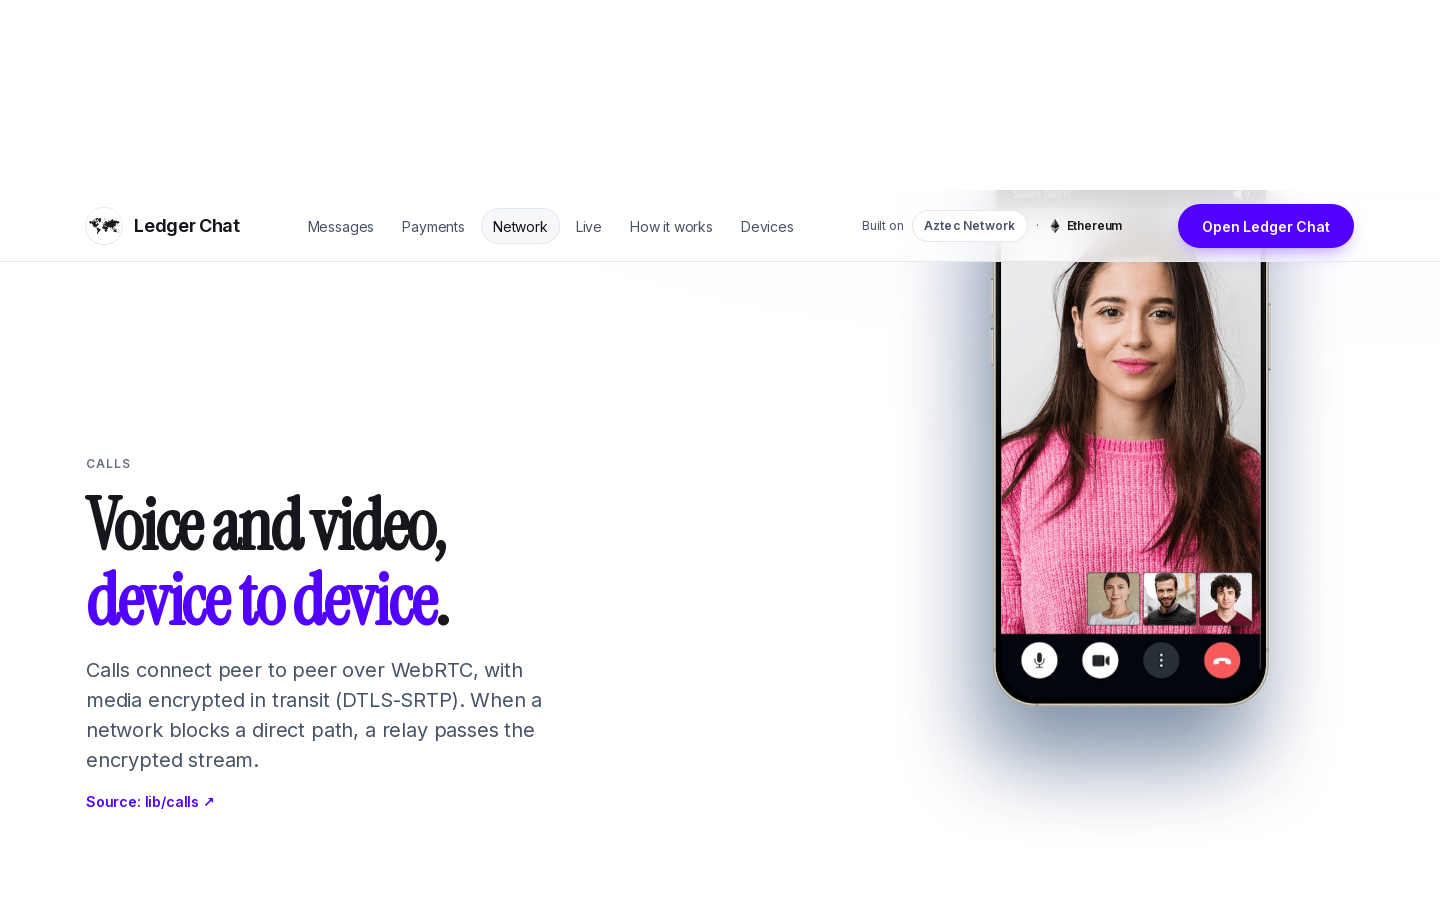 Sales team
Ledger Chat
Messages Payments Network Live How it works Devices
Built on Aztec Network · Ethereum
Open Ledger Chat
CALLS
Voice and video,
device to device.
Calls connect peer to peer over WebRTC, with
media encrypted in transit (DTLS-SRTP). When a
network blocks a direct path, a relay passes the
encrypted stream.
Source: lib/calls ↗